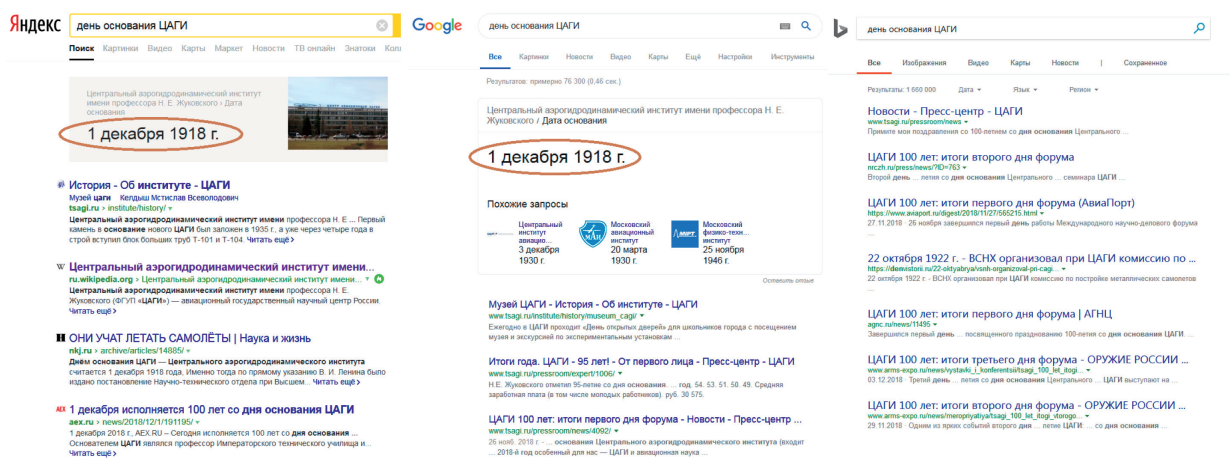 Яндекс
день основания ЦАГИ
Поиск Картинки Видео Карты Маркет Новости ТВ онлайн Знатоки
Центральный аэрогидродинамический институт
имени профессора Н. Е. Жуковского › Дата
основания
1 декабря 1918 г.
История - Об институте - ЦАГИ
Музей цаги Келдыш Мстислав Всеволодович
tsagi.ru › institute/history/
Центральный аэрогидродинамический институт имени профессора Н. Е ... Первый
камень в основание нового ЦАГИ был заложен в 1935 г., а уже через четыре года в
строй вступил блок больших труб Т-101 и Т-104. Читать ещё ›
Центральный аэрогидродинамический институт имени...
ru.wikipedia.org › Центральный аэрогидродинамический институт имени...
Центральный аэрогидродинамический институт имени профессора Н. Е.
Жуковского (ФГУП «ЦАГИ») — авиационный государственный научный центр России.
Читать ещё ›
ОНИ УЧАТ ЛЕТАТЬ САМОЛЁТЫ | Наука и жизнь
nkj.ru › archive/articles/14885/
Днём основания ЦАГИ — Центрального аэрогидродинамического института
считается 1 декабря 1918 года. Именно тогда по прямому указанию В. И. Ленина было
издано постановление Научно-технического отдела при Высшем... Читать ещё ›
AEX 1 декабря исполняется 100 лет со дня основания ЦАГИ
aex.ru › news/2018/12/1/191195/
1 декабря 2018 г., AEX.RU – Сегодня исполняется 100 лет со дня основания ...
Основателем ЦАГИ являлся профессор Императорского технического училища и...
Читать ещё ›
Google
день основания ЦАГИ
Все Картинки Новости Видео Карты Ещё Настройки Инструменты
Результатов: примерно 76 300 (0,46 сек.)
Центральный аэрогидродинамический институт имени профессора Н. Е.
Жуковского / Дата основания
1 декабря 1918 г.
Похожие запросы
Центральный
институт
авиацио...
3 декабря
1930 г.
МАИ
Московский
авиационный
институт
20 марта
1930 г.
МФТИ
Московский
физико-техн...
институт
25 ноября
1946 г.
Оставить отзыв
Музей ЦАГИ - История - Об институте - ЦАГИ
www.tsagi.ru/institute/history/museum_cagi/
Ежегодно в ЦАГИ проходит «День открытых дверей» для школьников города с посещением
музея и экскурсией по экспериментальным установкам ...
Итоги года. ЦАГИ - 95 лет! - От первого лица - Пресс-центр - ЦАГИ
www.tsagi.ru/pressroom/expert/1006/
Н.Е. Жуковского отметил 95-летие со дня основания. ... год. 54. 53. 51. 50. 49. Средняя
заработная плата (в том числе молодых работников). руб. 30 575.
ЦАГИ 100 лет: итоги первого дня форума - Новости - Пресс-центр ...
www.tsagi.ru/pressroom/news/4092/
26 нояб. 2018 г. - ... основания Центрального аэрогидродинамического института (входит
... 2018-й год особенный для нас — ЦАГИ и авиационная наука ...
день основания ЦАГИ
Все Изображения Видео Карты Новости | Сохраненное
Результаты: 1 660 000 Дата Язык Регион
Новости - Пресс-центр - ЦАГИ
www.tsagi.ru/pressroom/news
Примите мои поздравления со 100-летием со дня основания Центрального ...
ЦАГИ 100 лет: итоги второго дня форума
nrczh.ru/press/news/?ID=763
Второй день ... летия со дня основания Центрального ... семинара ЦАГИ ...
ЦАГИ 100 лет: итоги первого дня форума (АвиаПорт)
https://www.aviaport.ru/digest/2018/11/27/565215.html
27.11.2018 · 26 ноября завершился первый день работы Международного научно-делового форума
...
22 октября 1922 г. - ВСНХ организовал при ЦАГИ комиссию по ...
https://demvistorii.ru/22-oktyabrya/vsnh-organizoval-pri-cagi...
22 октября 1922 г. - ВСНХ организовал при ЦАГИ комиссию по постройке металлических самолетов
...
ЦАГИ 100 лет: итоги первого дня форума | АГНЦ
agnc.ru/news/11495
Завершился первый день ... посвященного празднованию 100-летия со дня основания ЦАГИ. ...
ЦАГИ 100 лет: итоги третьего дня форума - ОРУЖИЕ РОССИИ ...
www.arms-expo.ru/news/vystavki_i_konferentsii/tsagi_100_let_itogi...
03.12.2018 · Третий день ... летия со дня основания Центрального ... ЦАГИ выступают на ...
ЦАГИ 100 лет: итоги второго дня форума - ОРУЖИЕ РОССИИ ...
www.arms-expo.ru/news/meropriyatiya/tsagi_100_let_itogi_vtorogo...
29.11.2018 · Одним из ярких событий второго дня ... летие ЦАГИ: ... со дня основания ...